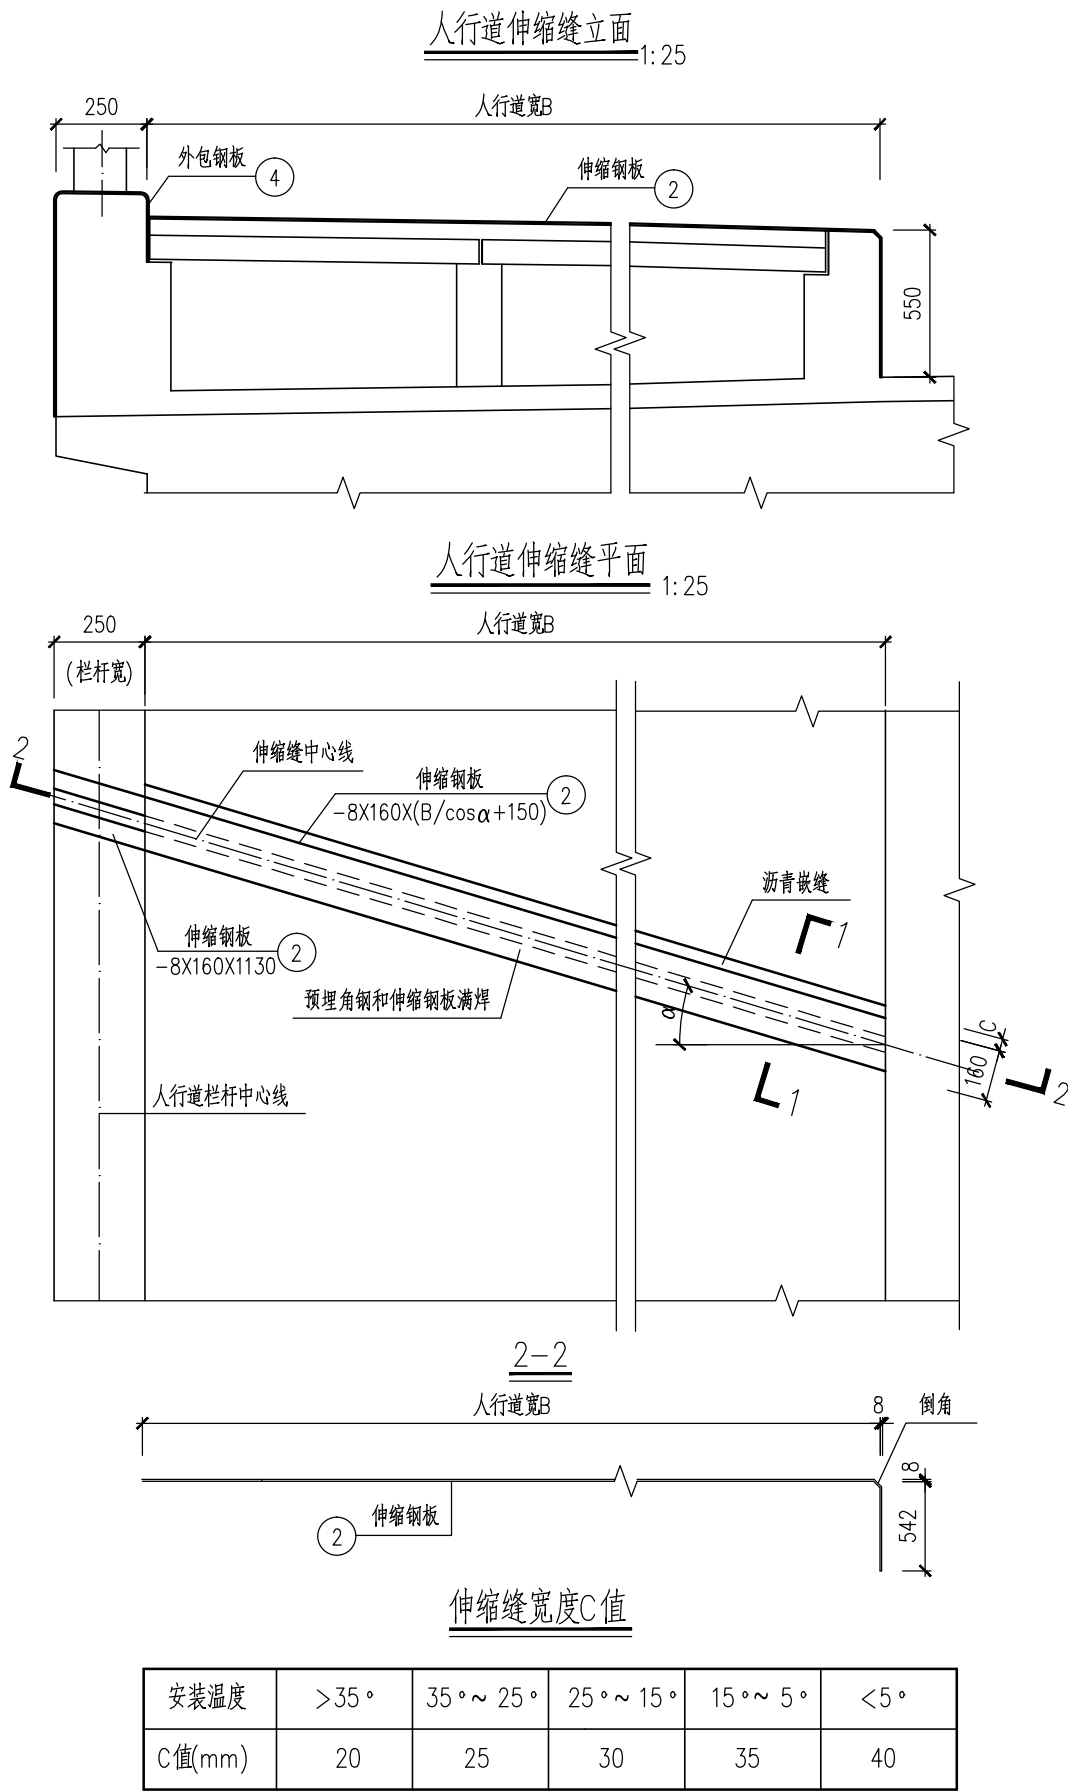 人行道伸缩缝立面
1:25
250
人行道宽B
外包钢板
4
伸缩钢板
2
550
人行道伸缩缝平面
1:25
250
人行道宽B
(栏杆宽)
2
伸缩缝中心线
伸缩钢板
-8X160X(B/cosα+150)
2
沥青嵌缝
1
伸缩钢板
-8X160X1130
2
预埋角钢和伸缩钢板满焊
α
C
160
1
2
人行道栏杆中心线
2-2
人行道宽B
8
倒角
8
伸缩钢板
2
542
伸缩缝宽度C值
安装温度 >35° 35°~25° 25°~15° 15°~5° <5°
C值(mm) 20 25 30 35 40